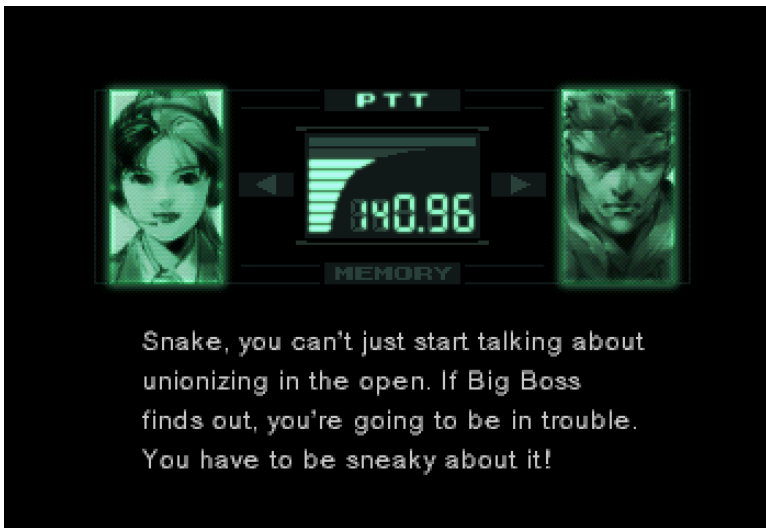 PTT
140.96
MEMORY
Snake, you can't just start talking about
unionizing in the open. If Big Boss
finds out, you're going to be in trouble.
You have to be sneaky about it!